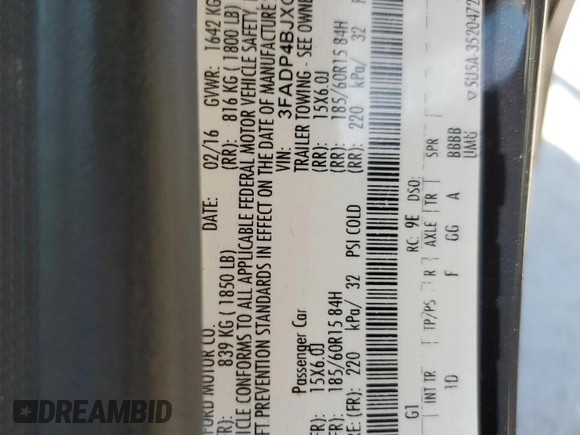 FORD MOTOR CO. DATE: 02/16 GVWR: 1642 KG
839 KG ( 1850 LB) (RR): 816 KG ( 1800 LB)
CONFORMS TO ALL APPLICABLE FEDERAL MOTOR VEHICLE SAFETY,
PREVENTION STANDARDS IN EFFECT ON THE DATE OF MANUFACTURE
VIN: 3FADP4BJXG
Passenger Car TRAILER TOWING - SEE OWNE
15X6.0J (RR): 15X6.0J
185/60R15 84H (RR): 185/60R15 84H
(FR): 220 kPa/ 32 PSI COLD (RR): 220 kPa/ 32
G1 RC: 9E DSO:
INT TR TP/PS R AXLE TR SPR
1D F GG A BBBB
5USA-3520472
DREAMBID